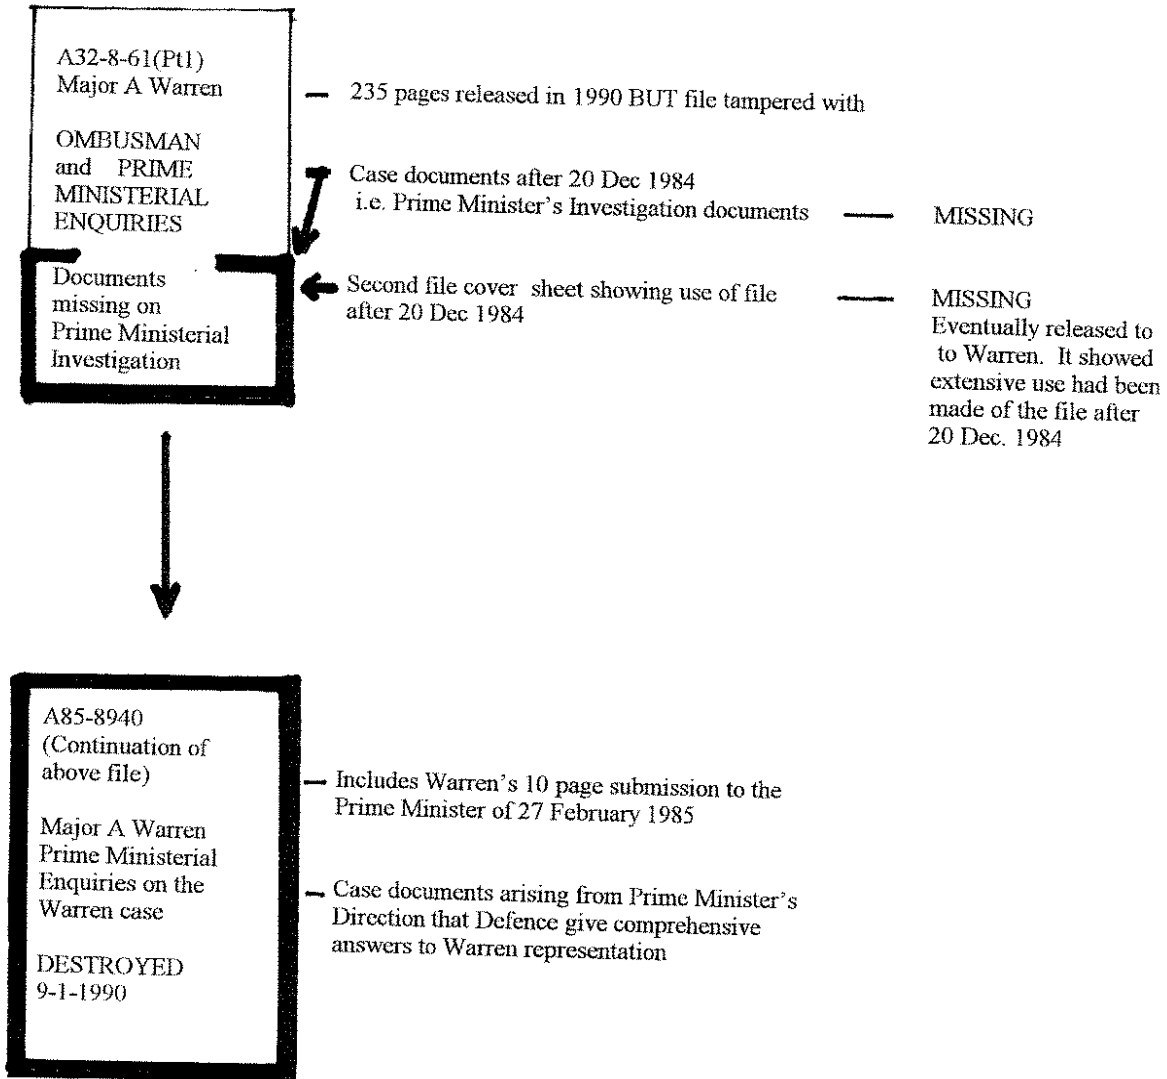 A32-8-61(Pt1)
Major A Warren
OMBUSMAN
and PRIME
MINISTERIAL
ENQUIRIES
Documents
missing on
Prime Ministerial
Investigation
– 235 pages released in 1990 BUT file tampered with
Case documents after 20 Dec 1984
i.e. Prime Minister's Investigation documents — MISSING
Second file cover sheet showing use of file — MISSING
after 20 Dec 1984
Eventually released to
to Warren. It showed
extensive use had been
made of the file after
20 Dec. 1984
A85-8940
(Continuation of
above file)
Major A Warren
Prime Ministerial
Enquiries on the
Warren case
DESTROYED
9-1-1990
– Includes Warren's 10 page submission to the
Prime Minister of 27 February 1985
– Case documents arising from Prime Minister's
Direction that Defence give comprehensive
answers to Warren representation